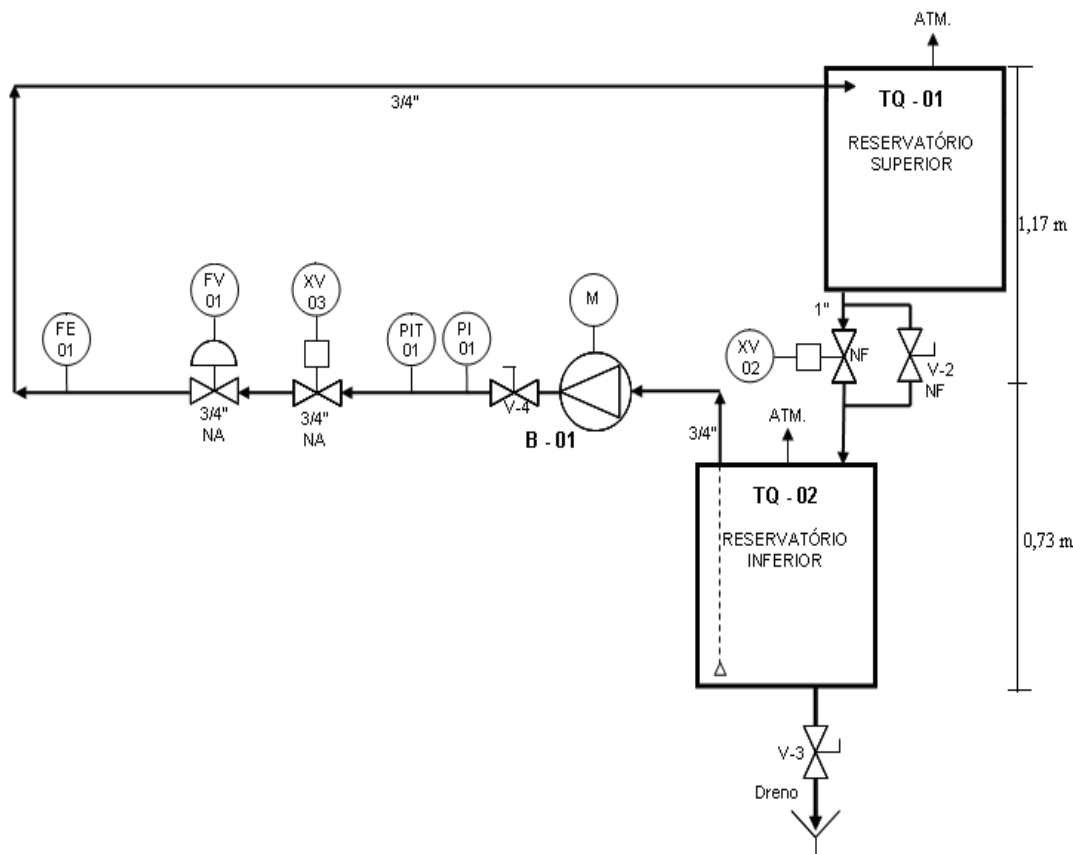 ATM.
3/4"
TQ - 01
RESERVATÓRIO
SUPERIOR
1,17 m
FE
01
FV
01
XV
03
PIT
01
PI
01
M
1"
XV
02
NF
V-2
NF
3/4"
NA
3/4"
NA
V-4
B - 01
3/4"
ATM.
TQ - 02
RESERVATÓRIO
INFERIOR
0,73 m
V-3
Dreno